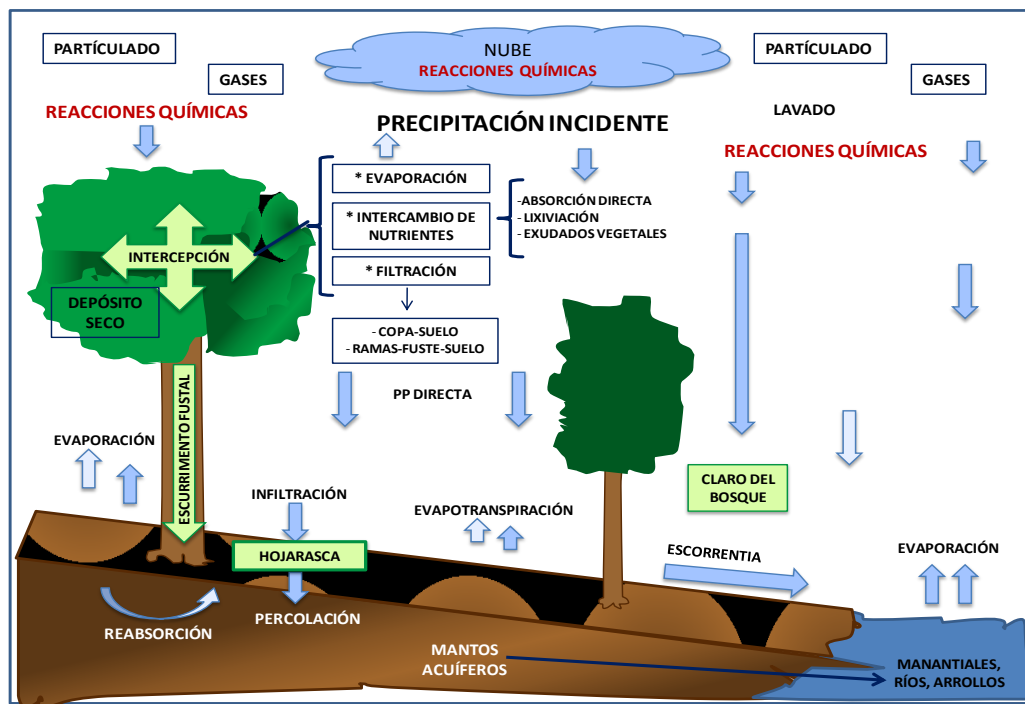 PARTÍCULADO
GASES
REACCIONES QUÍMICAS
NUBE
REACCIONES QUÍMICAS
PARTÍCULADO
GASES
LAVADO
REACCIONES QUÍMICAS
PRECIPITACIÓN INCIDENTE
* EVAPORACIÓN
* INTERCAMBIO DE
NUTRIENTES
* FILTRACIÓN
-ABSORCIÓN DIRECTA
- LIXIVIACIÓN
- EXUDADOS VEGETALES
INTERCEPCIÓN
DEPÓSITO
SECO
- COPA-SUELO
- RAMAS-FUSTE-SUELO
PP DIRECTA
ESCURRIMENTO FUSTAL
EVAPORACIÓN
INFILTRACIÓN
HOJARASCA
PERCOLACIÓN
REABSORCIÓN
EVAPOTRANSPIRACIÓN
CLARO DEL
BOSQUE
ESCORRENTIA
EVAPORACIÓN
MANTOS
ACUÍFEROS
MANANTIALES,
RÍOS, ARROLLOS